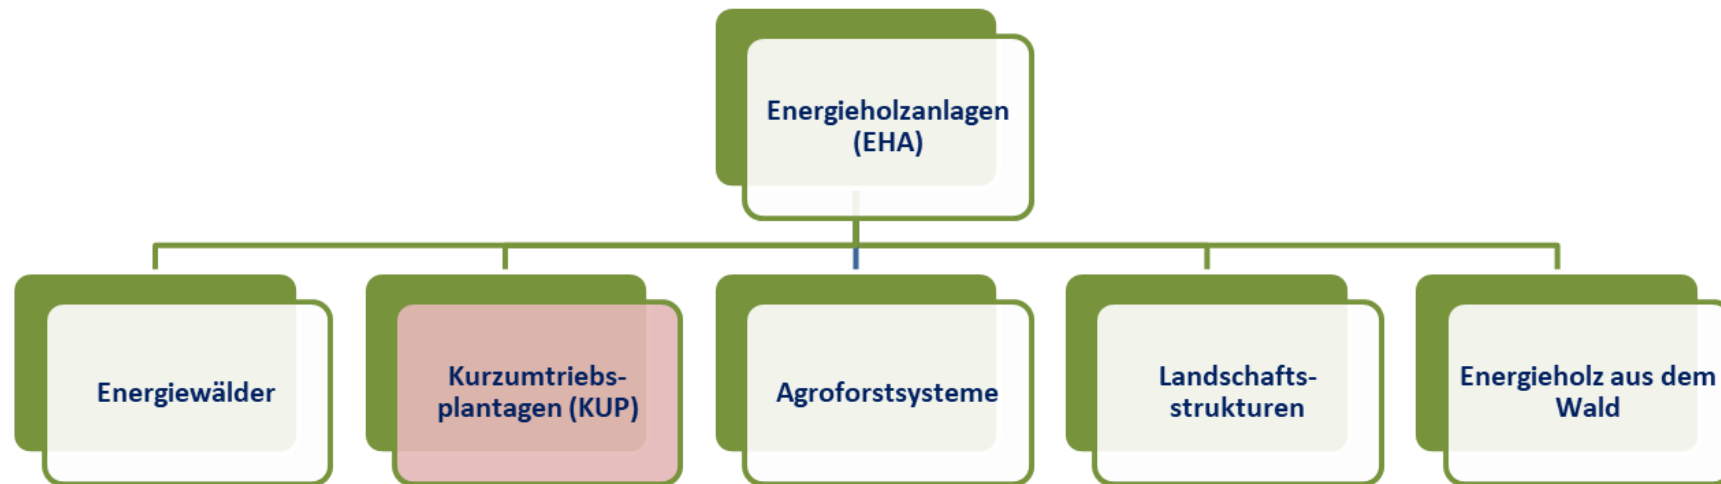 Energieholzanlagen
(EHA)
Energiewälder
Kurzumtriebs-
plantagen (KUP)
Agroforstsysteme
Landschafts-
strukturen
Energieholz aus dem
Wald